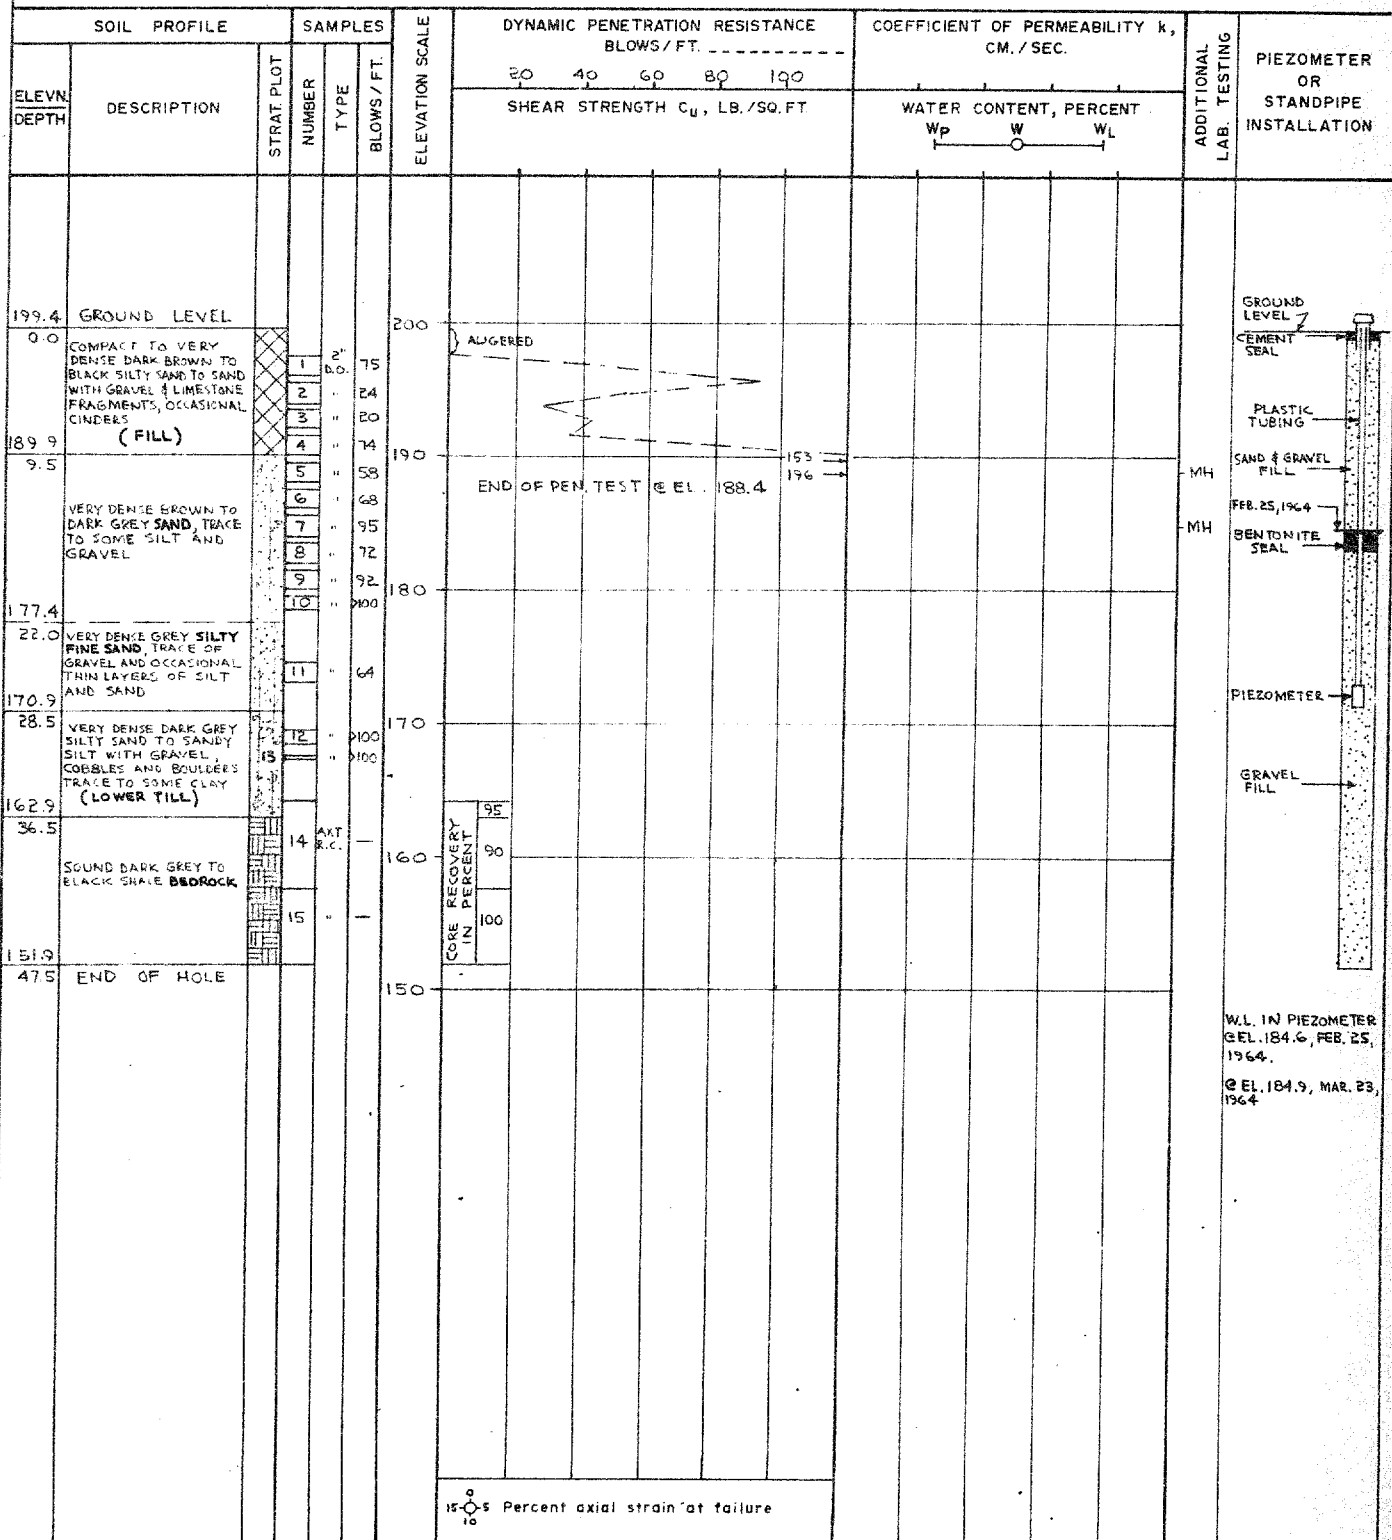 SOIL PROFILE
SAMPLES
ELEVN.
DEPTH
DESCRIPTION
STRAT. PLOT
NUMBER
TYPE
BLOWS / FT.
ELEVATION SCALE
DYNAMIC PENETRATION RESISTANCE
BLOWS / FT. -----------
20 40 60 80 100
SHEAR STRENGTH Cu, LB./SQ.FT.
COEFFICIENT OF PERMEABILITY k,
CM. / SEC.
WATER CONTENT, PERCENT
WP W WL
ADDITIONAL
LAB. TESTING
PIEZOMETER
OR
STANDPIPE
INSTALLATION
199.4 GROUND LEVEL
0.0
COMPACT TO VERY
DENSE DARK BROWN TO
BLACK SILTY SAND TO SAND
WITH GRAVEL & LIMESTONE
FRAGMENTS, OCCASIONAL
CINDERS
(FILL)
189.9
9.5
VERY DENSE BROWN TO
DARK GREY SAND, TRACE
TO SOME SILT AND
GRAVEL
177.4
22.0
VERY DENSE GREY SILTY
FINE SAND, TRACE OF
GRAVEL AND OCCASIONAL
THIN LAYERS OF SILT
AND SAND
170.9
28.5
VERY DENSE DARK GREY
SILTY SAND TO SANDY
SILT WITH GRAVEL,
COBBLES AND BOULDERS
TRACE TO SOME CLAY
(LOWER TILL)
162.9
36.5
SOUND DARK GREY TO
BLACK SHALE BEDROCK
151.9
47.5 END OF HOLE
1 2" D.O. 75
2 " 24
3 " 20
4 " 74
5 " 58
6 " 68
7 " 95
8 " 72
9 " 92
10 " >100
11 " 64
12 " >100
13 " >100
14 AXT R.C. —
15 " —
200
190
180
170
160
150
AUGERED
153
196
END OF PEN. TEST @ EL. 188.4
CORE RECOVERY
IN PERCENT
95
90
100
MH
MH
GROUND
LEVEL
CEMENT
SEAL
PLASTIC
TUBING
SAND & GRAVEL
FILL
FEB. 25, 1964
BENTONITE
SEAL
PIEZOMETER
GRAVEL
FILL
W.L. IN PIEZOMETER
@ EL. 184.6, FEB. 25,
1964.
@ EL. 184.9, MAR. 23,
1964
0
15 5 Percent axial strain at failure
10